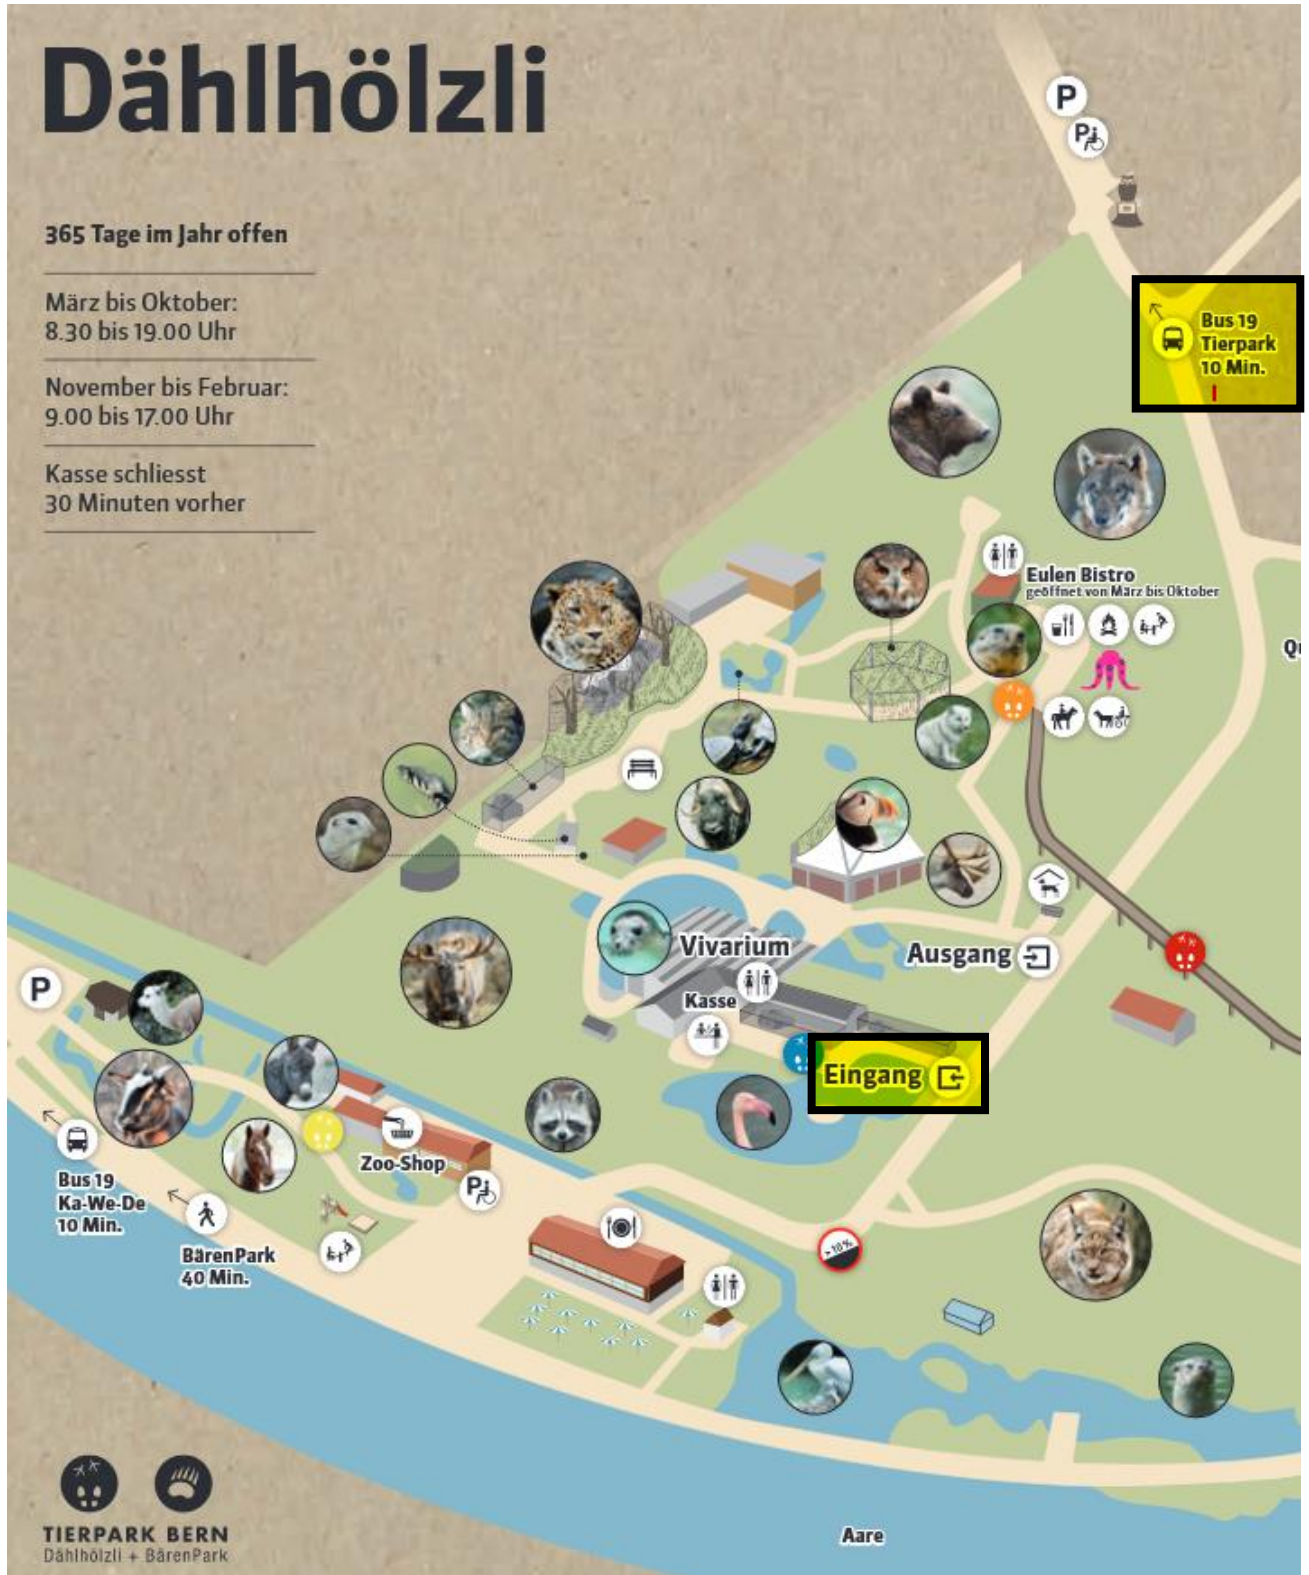 Dählhölzli
365 Tage im Jahr offen
März bis Oktober:
8.30 bis 19.00 Uhr
November bis Februar:
9.00 bis 17.00 Uhr
Kasse schliesst
30 Minuten vorher
P
P
Bus 19
Tierpark
10 Min.
Eulen Bistro
geöffnet von März bis Oktober
Vivarium
Kasse
Ausgang
Eingang
P
Zoo-Shop
P
Bus 19
Ka-We-De
10 Min.
BärenPark
40 Min.
>10%
Aare
TIERPARK BERN
Dählhölzli + BärenPark